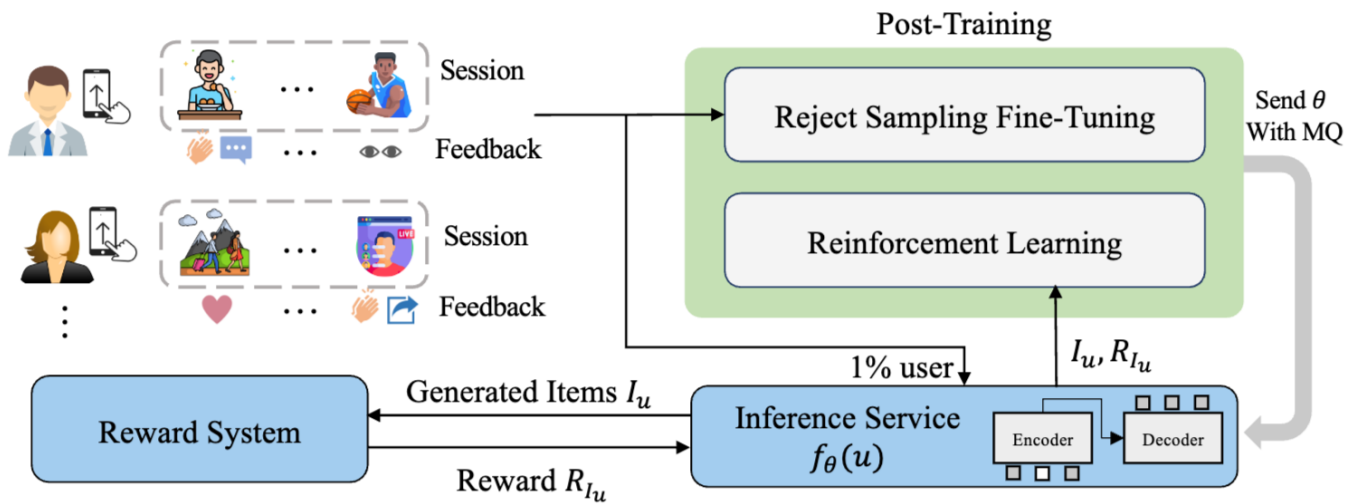 Post-Training
Session
Feedback
Reject Sampling Fine-Tuning
Send θ
With MQ
Session
LIVE
Feedback
Reinforcement Learning
1% user
I_u, R_{I_u}
Generated Items I_u
Reward System
Reward R_{I_u}
Inference Service
f_θ(u)
Encoder
Decoder